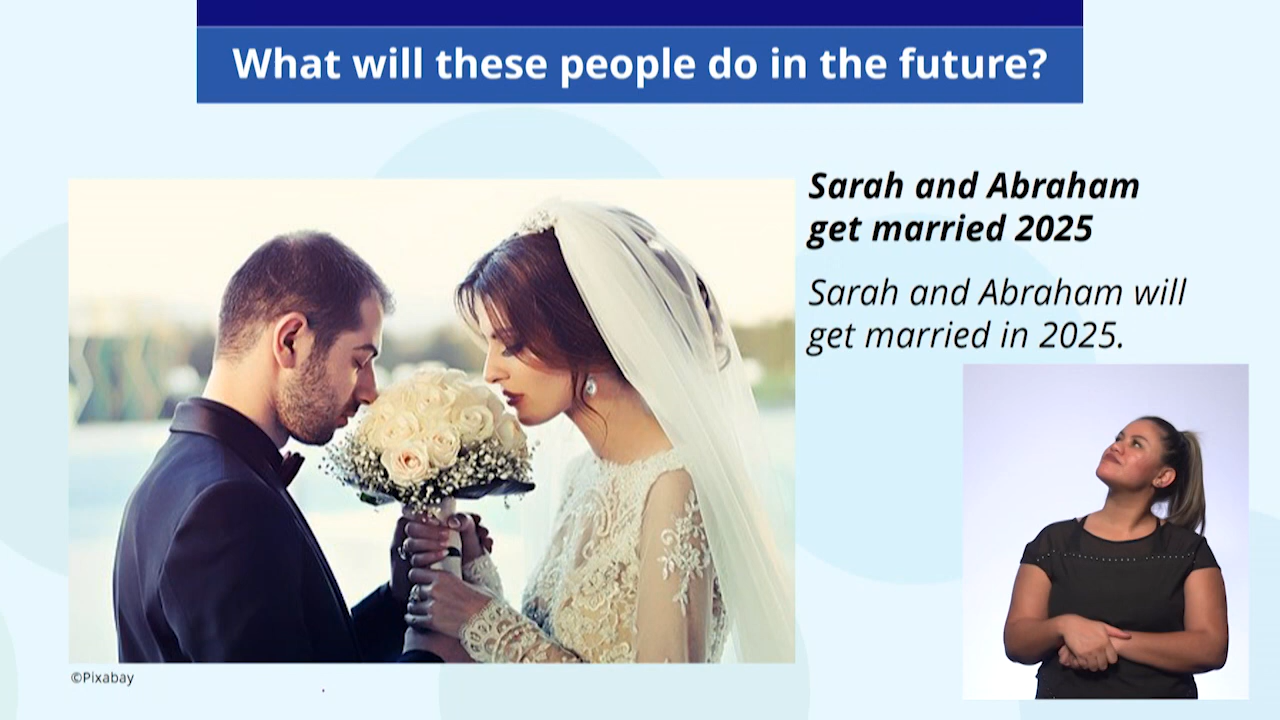 What will these people do in the future?
Sarah and Abraham
get married 2025
Sarah and Abraham will
get married in 2025.
©Pixabay